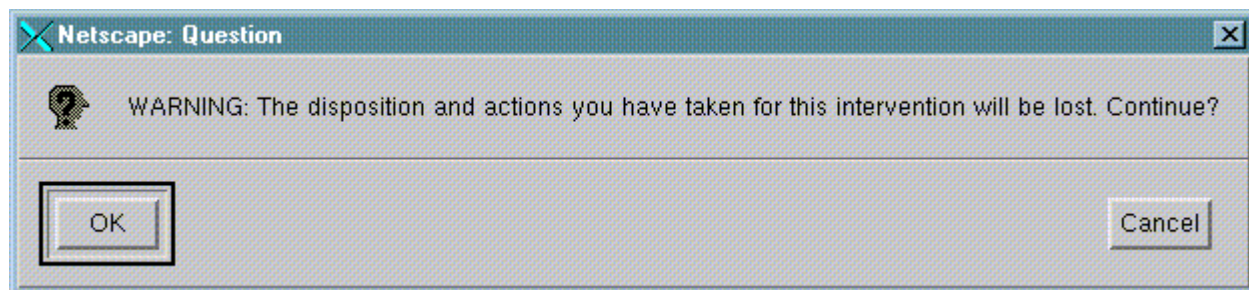 Netscape: Question
WARNING: The disposition and actions you have taken for this intervention will be lost. Continue?
OK
Cancel